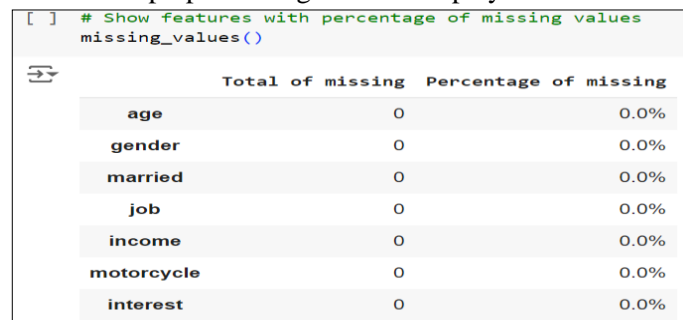 [ ] # Show features with percentage of missing values
missing_values()
Total of missing Percentage of missing
age 0 0.0%
gender 0 0.0%
married 0 0.0%
job 0 0.0%
income 0 0.0%
motorcycle 0 0.0%
interest 0 0.0%